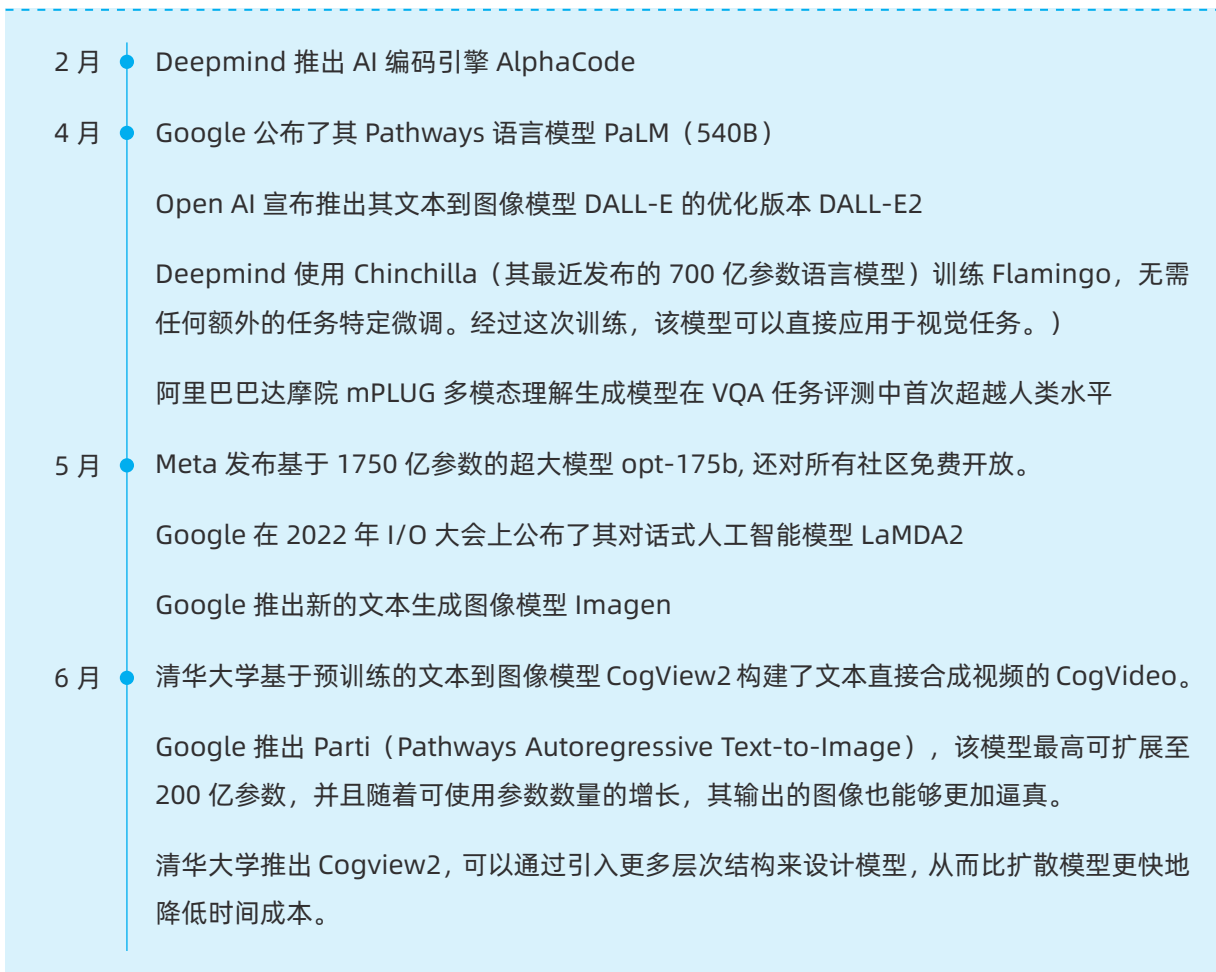 2 月 Deepmind 推出 AI 编码引擎 AlphaCode
4 月 Google 公布了其 Pathways 语言模型 PaLM（540B）
Open AI 宣布推出其文本到图像模型 DALL-E 的优化版本 DALL-E2
Deepmind 使用 Chinchilla（其最近发布的 700 亿参数语言模型）训练 Flamingo，无需
任何额外的任务特定微调。经过这次训练，该模型可以直接应用于视觉任务。）
阿里巴巴达摩院 mPLUG 多模态理解生成模型在 VQA 任务评测中首次超越人类水平
5 月 Meta 发布基于 1750 亿参数的超大模型 opt-175b, 还对所有社区免费开放。
Google 在 2022 年 I/O 大会上公布了其对话式人工智能模型 LaMDA2
Google 推出新的文本生成图像模型 Imagen
6 月 清华大学基于预训练的文本到图像模型 CogView2 构建了文本直接合成视频的 CogVideo。
Google 推出 Parti（Pathways Autoregressive Text-to-Image），该模型最高可扩展至
200 亿参数，并且随着可使用参数数量的增长，其输出的图像也能够更加逼真。
清华大学推出 Cogview2，可以通过引入更多层次结构来设计模型，从而比扩散模型更快地
降低时间成本。